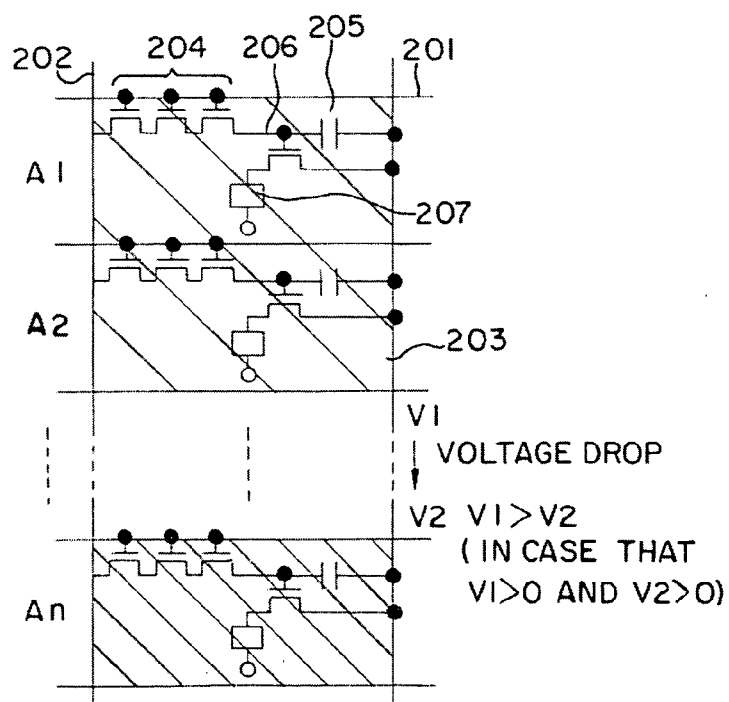 205
202
204
206
201
A1
207
A2
203
V1
VOLTAGE DROP
V2 V1>V2
(IN CASE THAT
V1>0 AND V2>0)
An